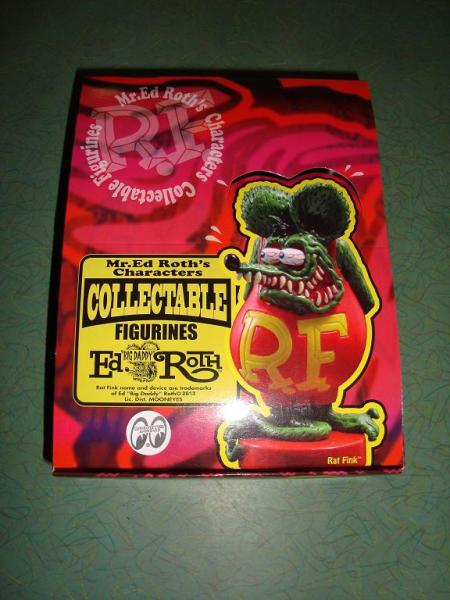 Mr.Ed Roth's
Characters
Collectable Figurines
R.F
Mr.Ed Roth's
Characters
COLLECTABLE
FIGURINES
Ed "BIG DADDY" Roth
Rat Fink name and device are trademarks
of Ed "Big Daddy" Roth©2013
Lic. Dist. MOONEYES
RF
Rat Fink™